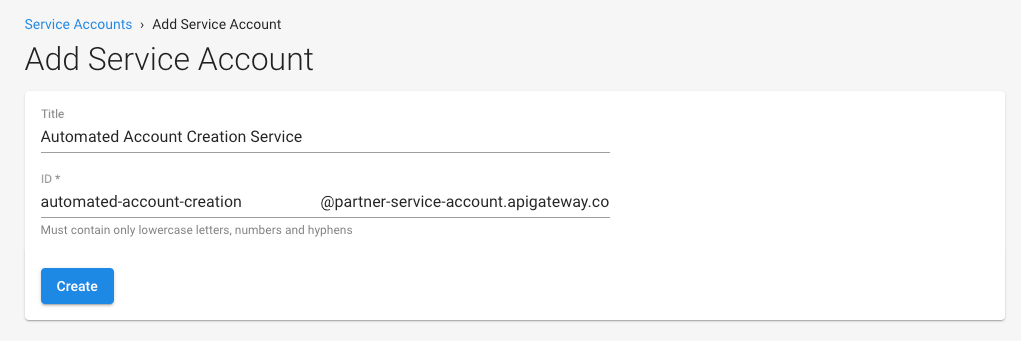 Service Accounts › Add Service Account
Add Service Account
Title
Automated Account Creation Service
ID *
automated-account-creation @partner-service-account.apigateway.co
Must contain only lowercase letters, numbers and hyphens
Create